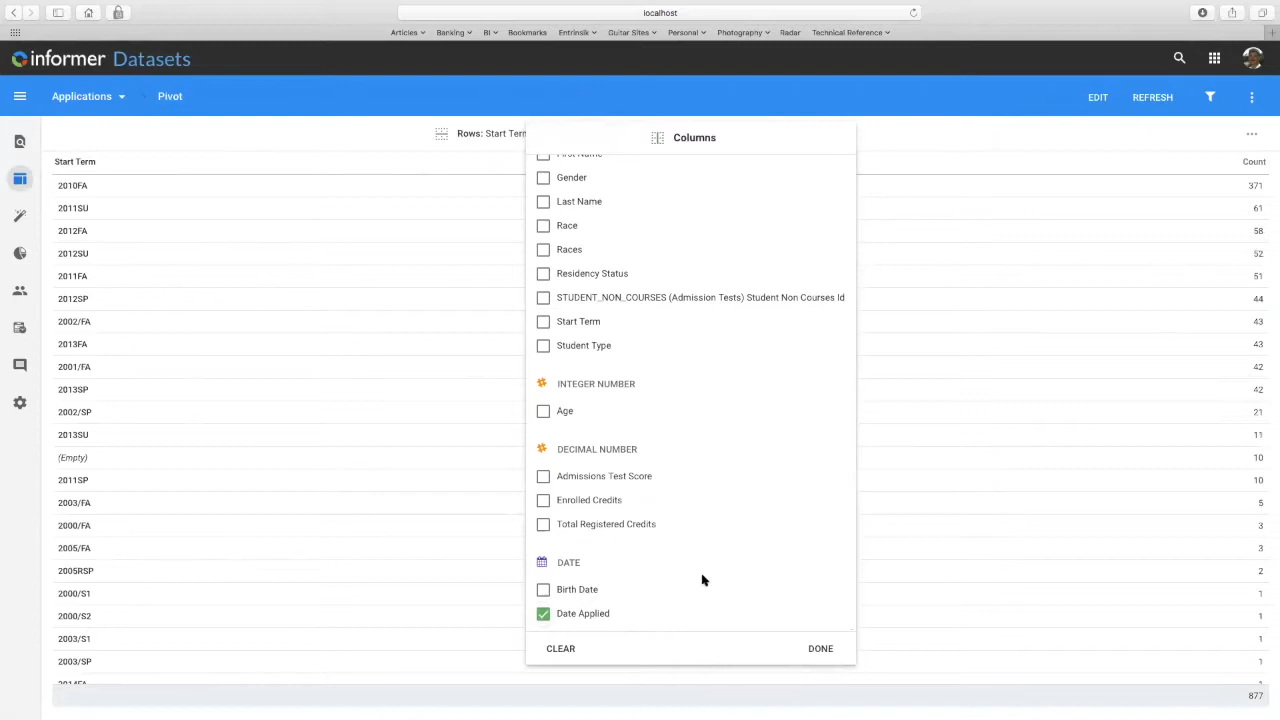 localhost
Articles Banking BI Bookmarks Entrinsik Guitar Sites Personal Photography Radar Technical Reference
informer Datasets
Applications Pivot EDIT REFRESH
Rows: Start Term
Columns
Start Term Count
First Name
2010FA 371
2011SU 61
2012FA 58
2012SU 52
2011FA 51
2012SP 44
2002/FA 43
2013FA 43
2001/FA 42
2013SP 42
2002/SP 21
2013SU 11
(Empty) 10
2011SP 10
2003/FA 5
2000/FA 3
2005/FA 3
2005RSP 2
2000/S1 1
2000/S2 1
2003/S1 1
2003/SP 1
2014FA 1
877
Gender
Last Name
Race
Races
Residency Status
STUDENT_NON_COURSES (Admission Tests) Student Non Courses Id
Start Term
Student Type
INTEGER NUMBER
Age
DECIMAL NUMBER
Admissions Test Score
Enrolled Credits
Total Registered Credits
DATE
Birth Date
Date Applied
CLEAR DONE